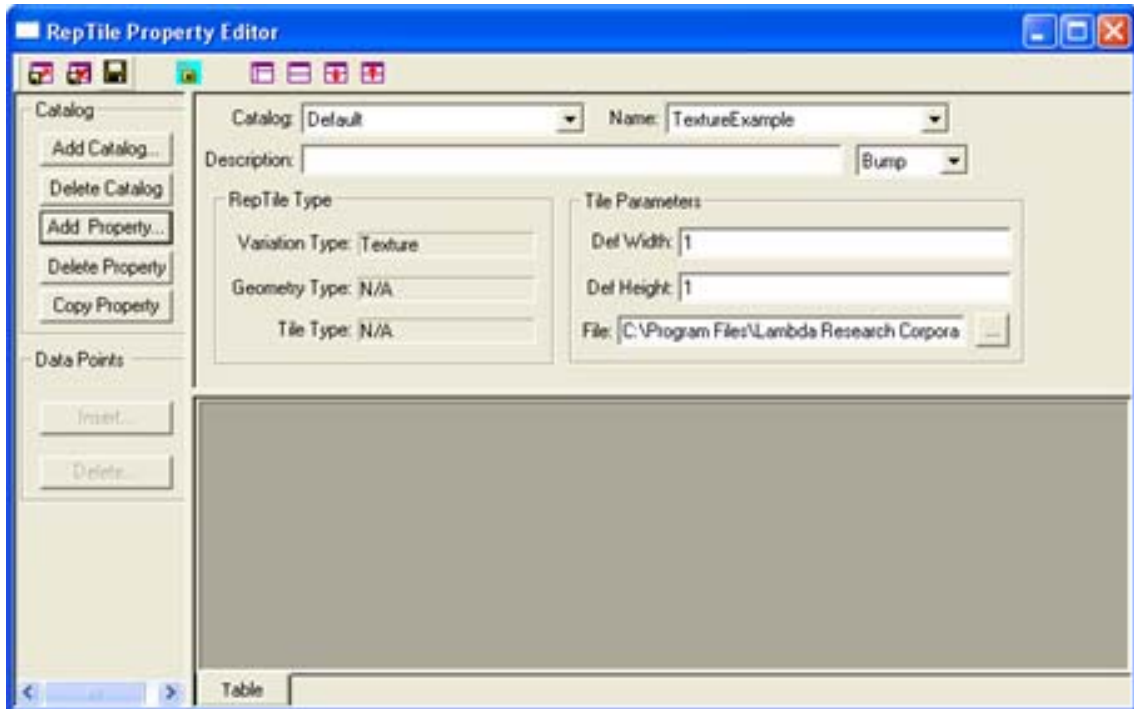 RepTile Property Editor
Catalog
Add Catalog...
Delete Catalog
Add Property...
Delete Property
Copy Property
Data Points
Insert...
Delete...
Catalog: Default
Name: TextureExample
Description:
Bump
RepTile Type
Variation Type: Texture
Geometry Type: N/A
Tile Type: N/A
Tile Parameters
Def Width: 1
Def Height: 1
File: C:\Program Files\Lambda Research Corpora
...
Table